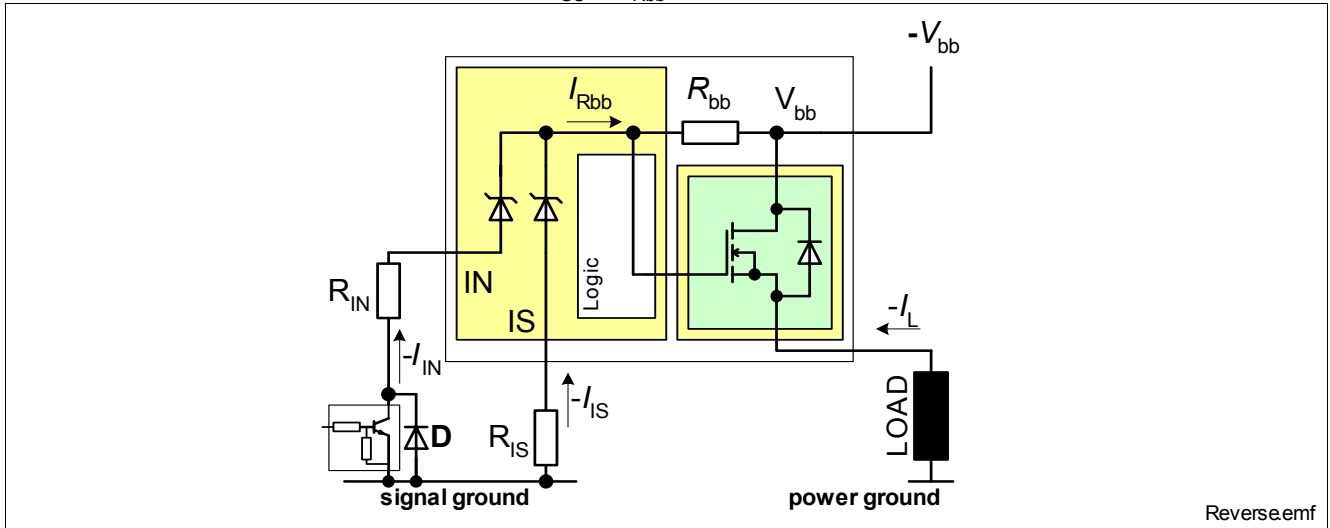 -Vbb
IRbb
Rbb
Vbb
RIN
IN
Logic
IS
-IL
-IIN
-IIS
D
RIS
LOAD
signal ground
power ground
Reverse.emf